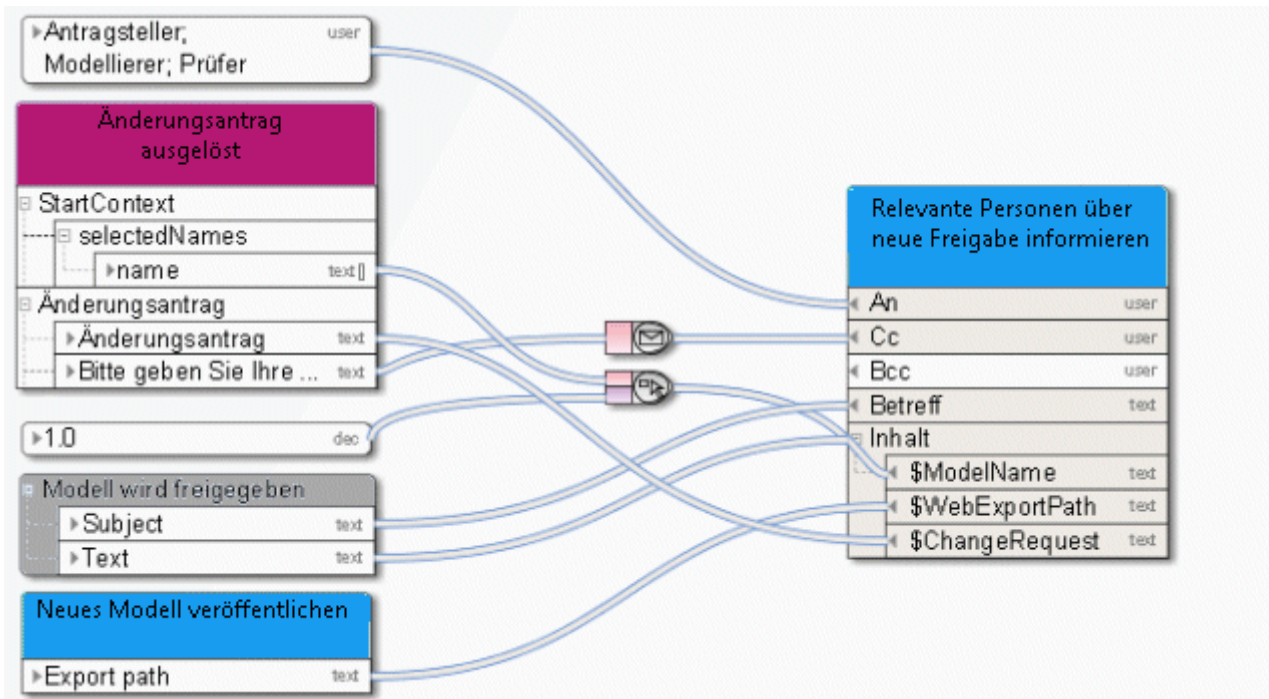 Antragsteller; user
Modellierer; Prüfer
Änderungsantrag
ausgelöst
StartContext
selectedNames
name text[]
Änderungsantrag
Änderungsantrag text
Bitte geben Sie Ihre ... text
1.0 dec
Modell wird freigegeben
Subject text
Text text
Neues Modell veröffentlichen
Export path text
Relevante Personen über
neue Freigabe informieren
An user
Cc user
Bcc user
Betreff text
Inhalt
$ModelName text
$WebExportPath text
$ChangeRequest text